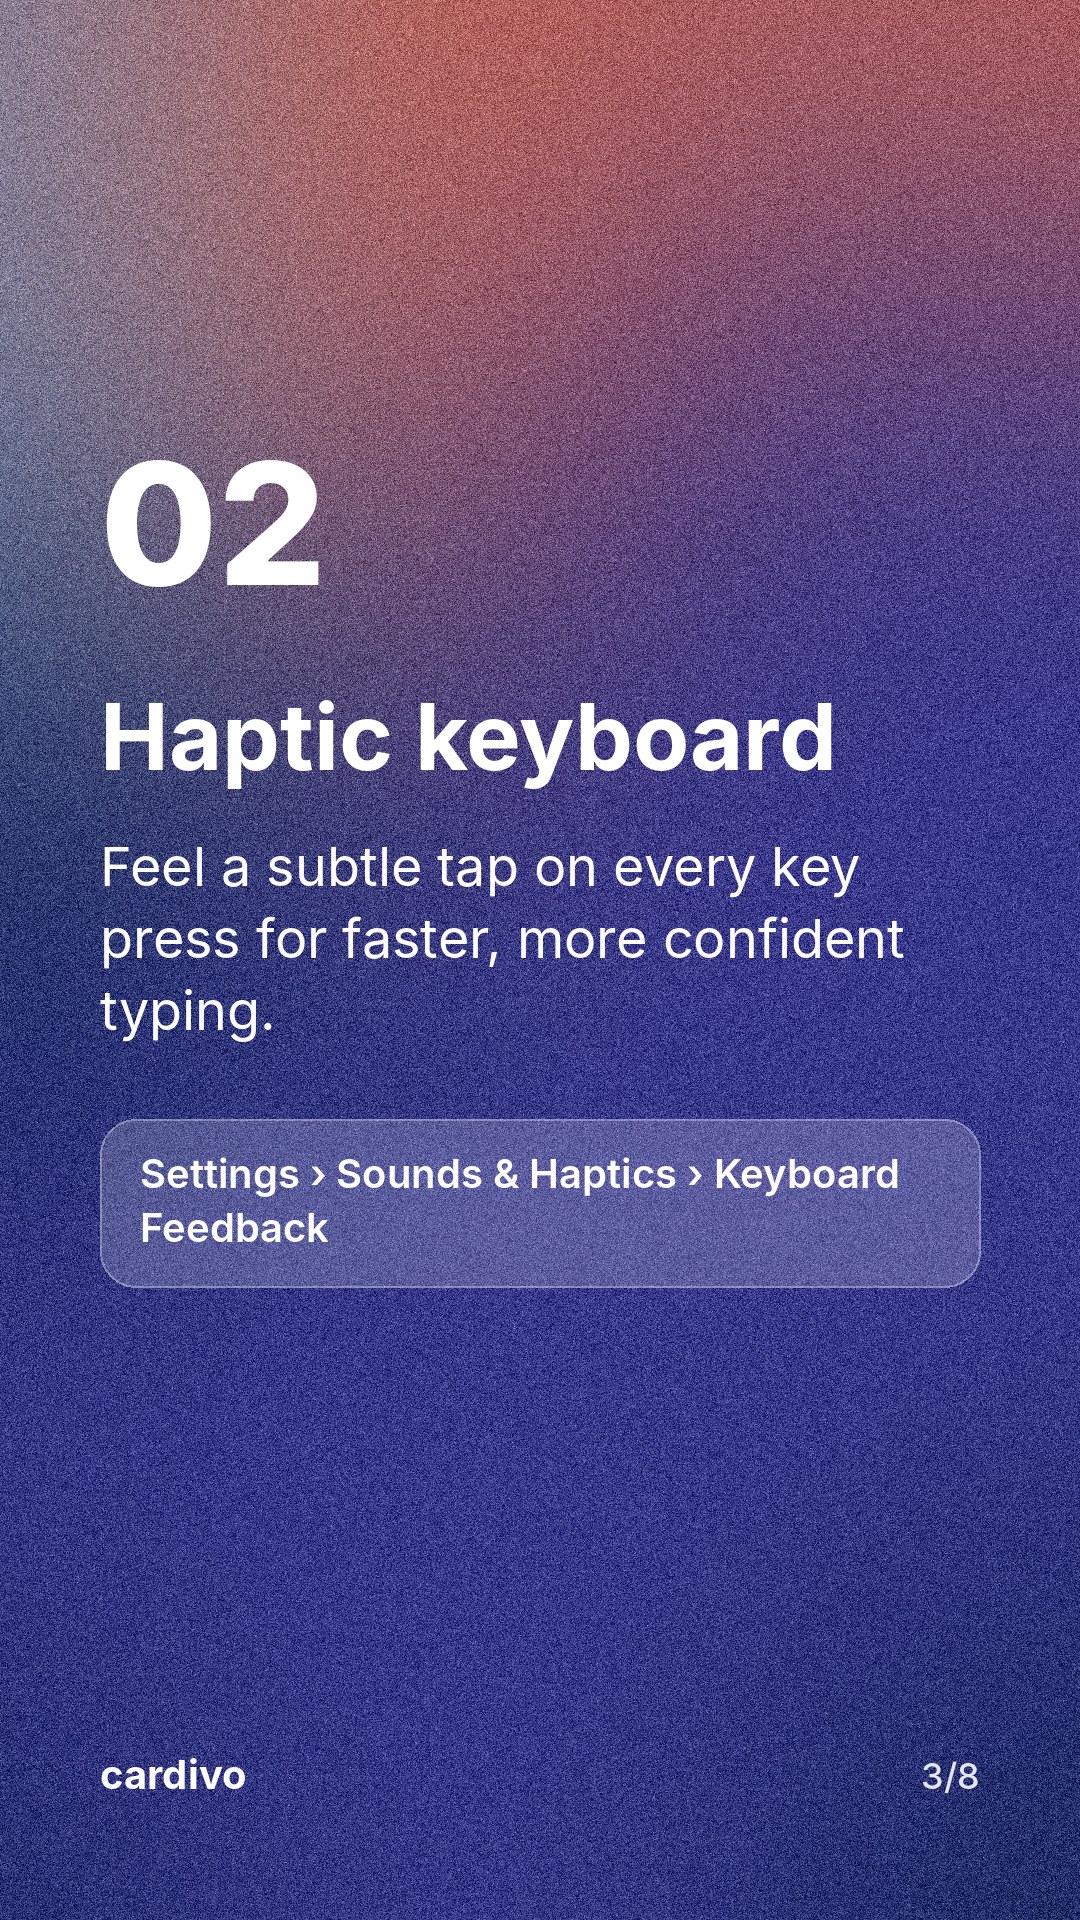 02
Haptic keyboard
Feel a subtle tap on every key
press for faster, more confident
typing.
Settings › Sounds & Haptics › Keyboard
Feedback
cardivo
3/8